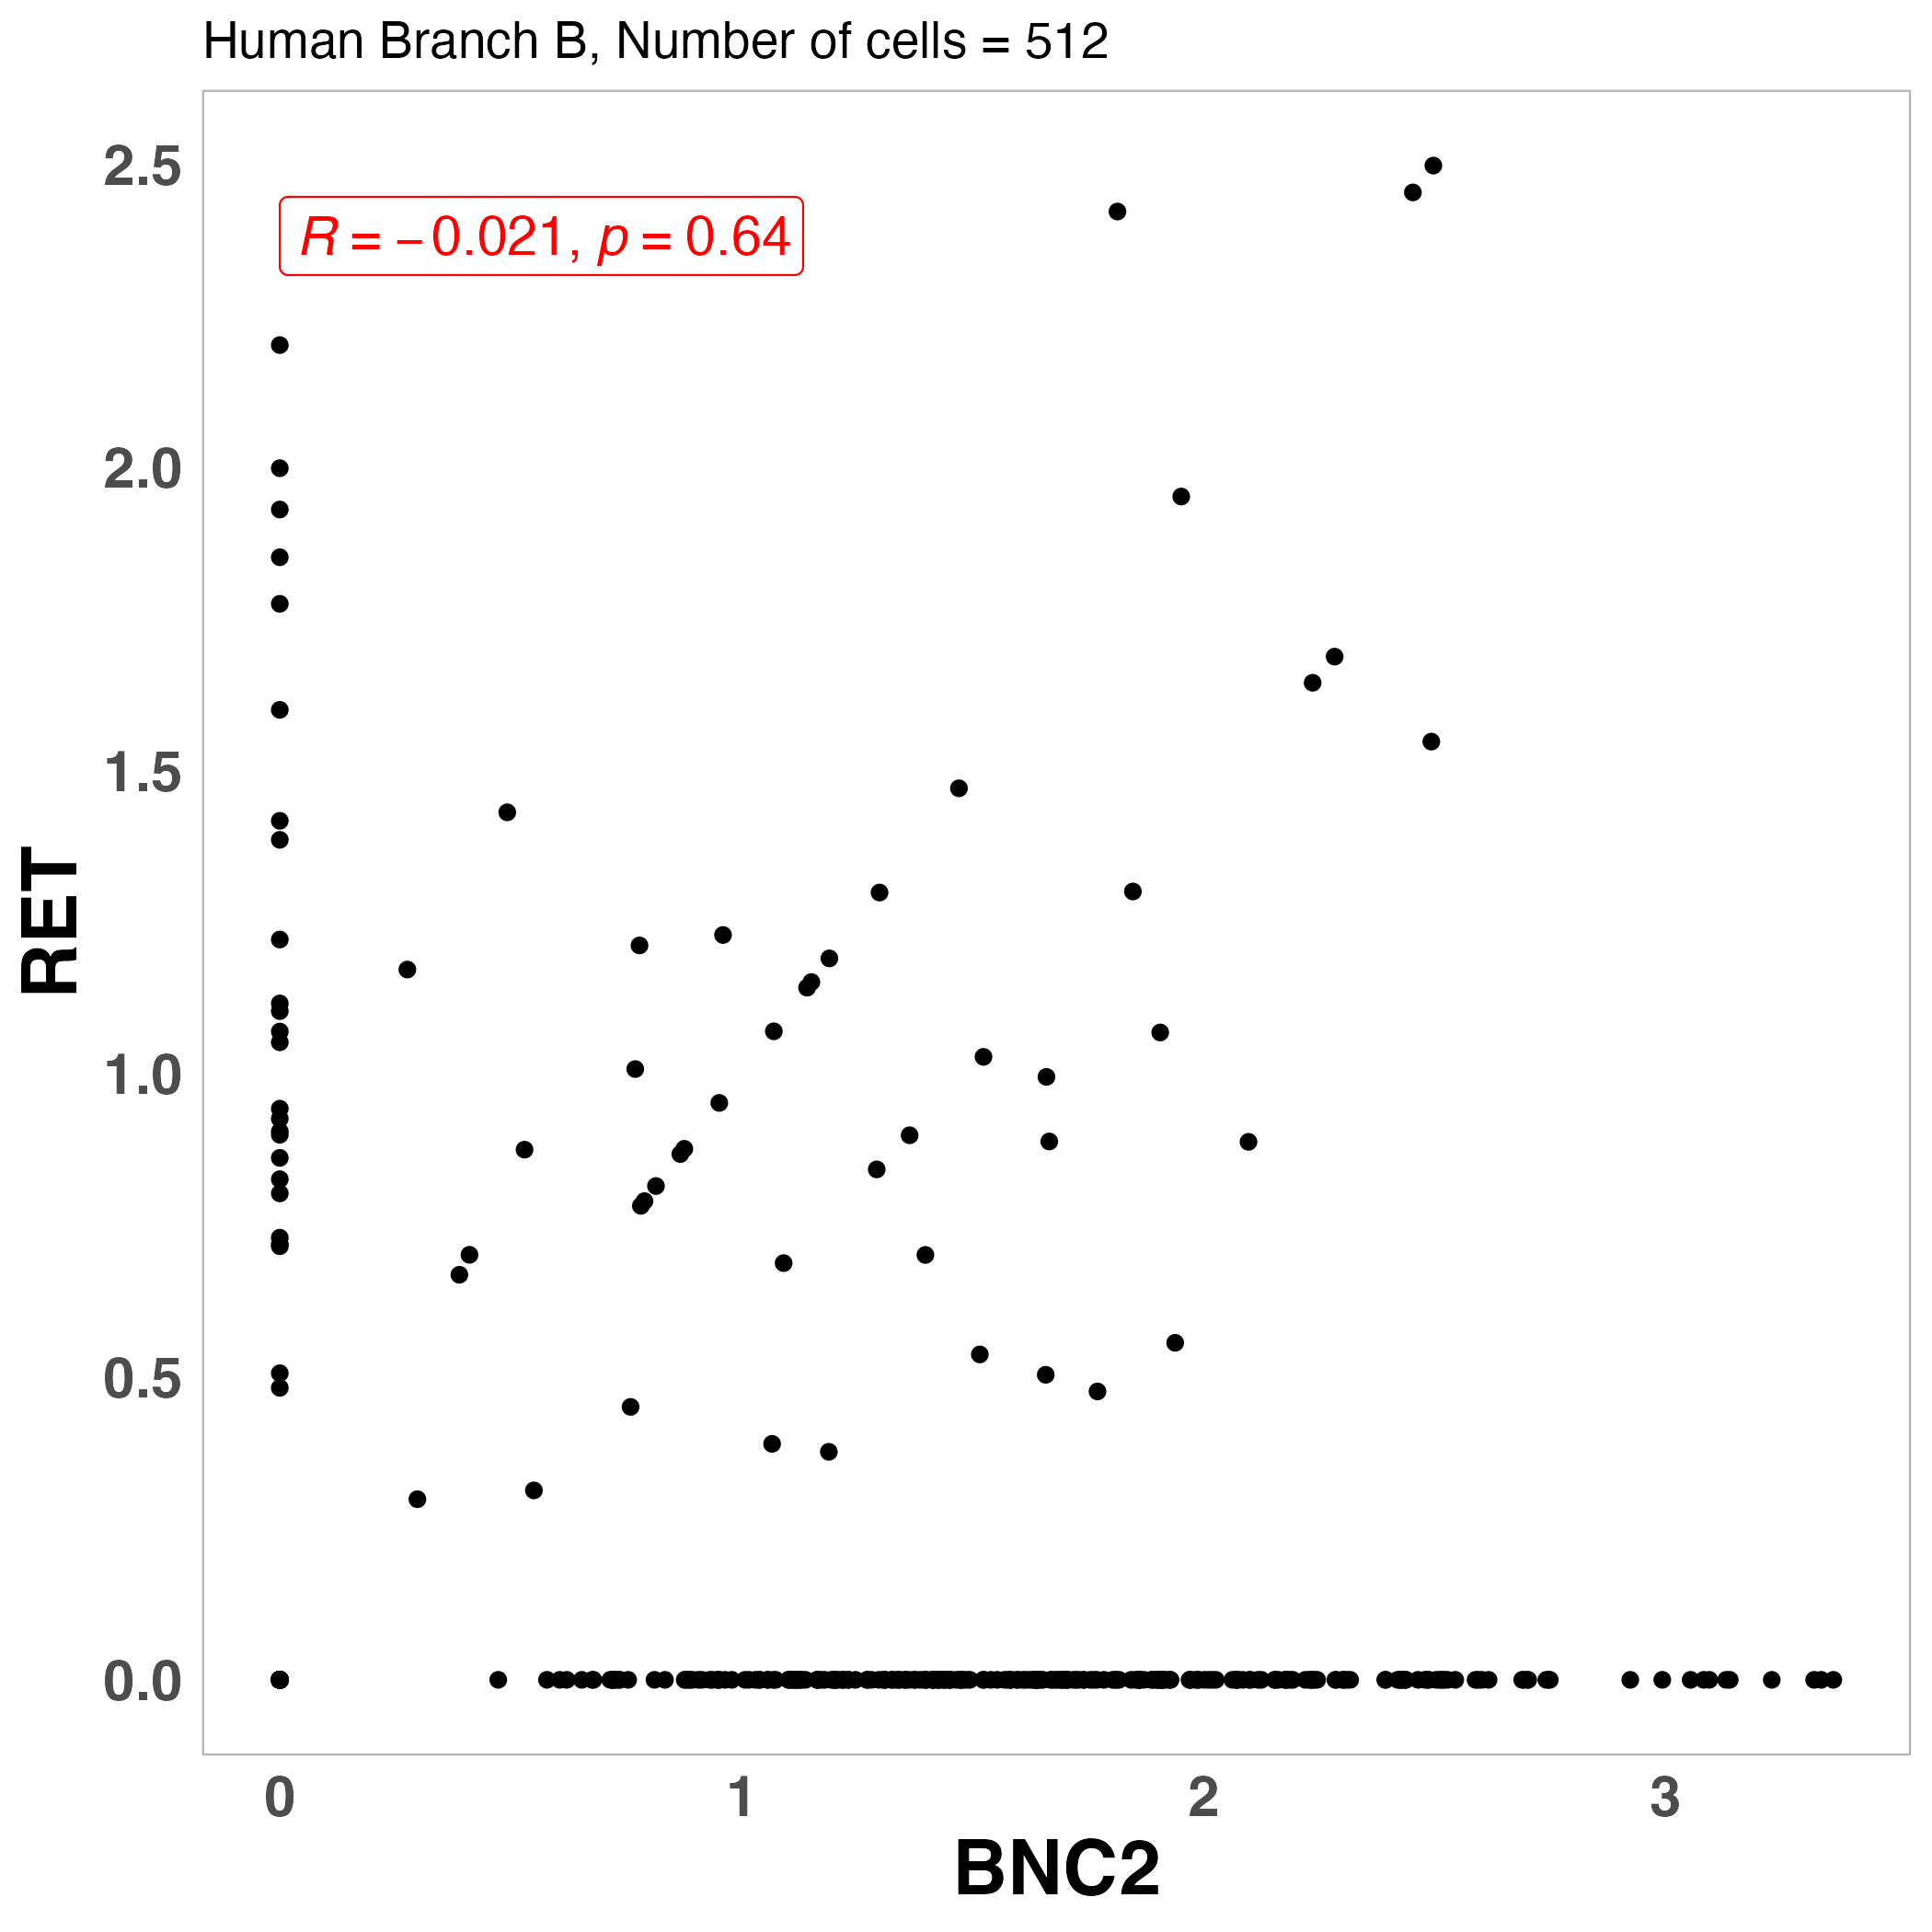 Human Branch B, Number of cells = 512
R = −0.021, p = 0.64
2.5
2.0
1.5
1.0
0.5
0.0
RET
0 1 2 3
BNC2